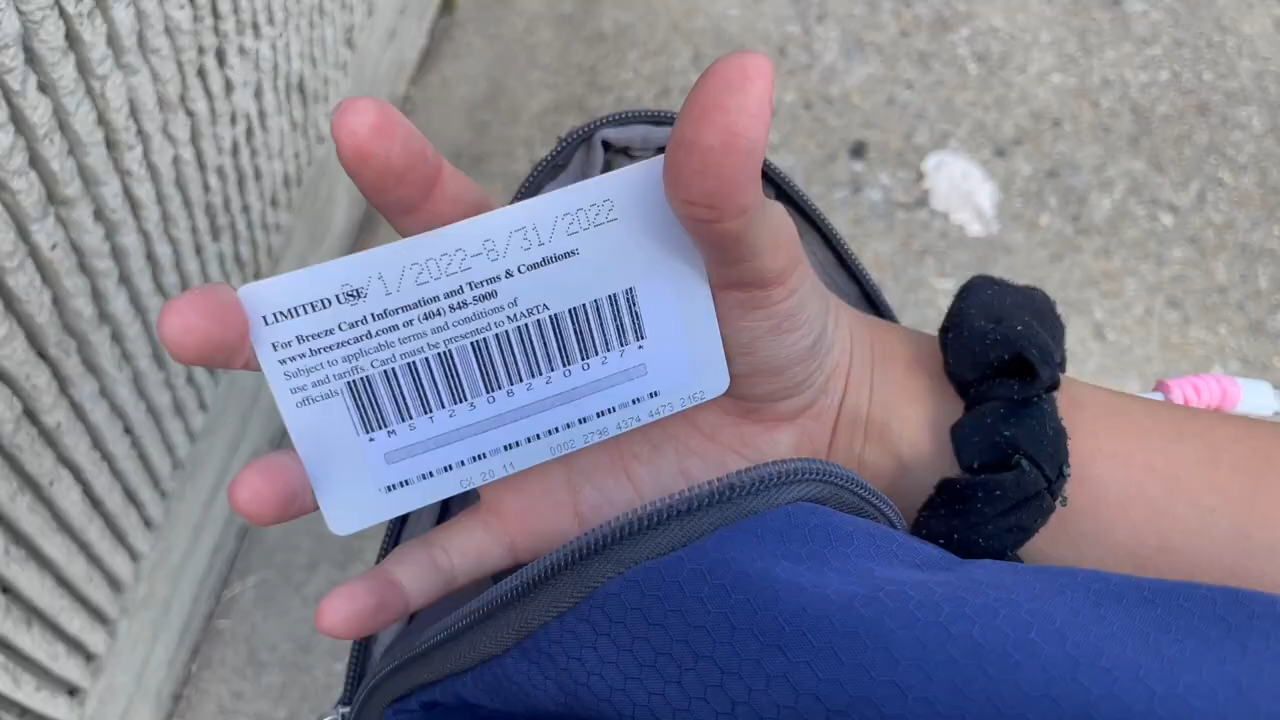 8/1/2022-8/31/2022
LIMITED USE
For Breeze Card Information and Terms & Conditions:
www.breezecard.com or (404) 848-5000
Subject to applicable terms and conditions of
use and tariffs. Card must be presented to MARTA
officials
*MST2308220027*
CX 20 11 0002 2798 4374 4473 2162